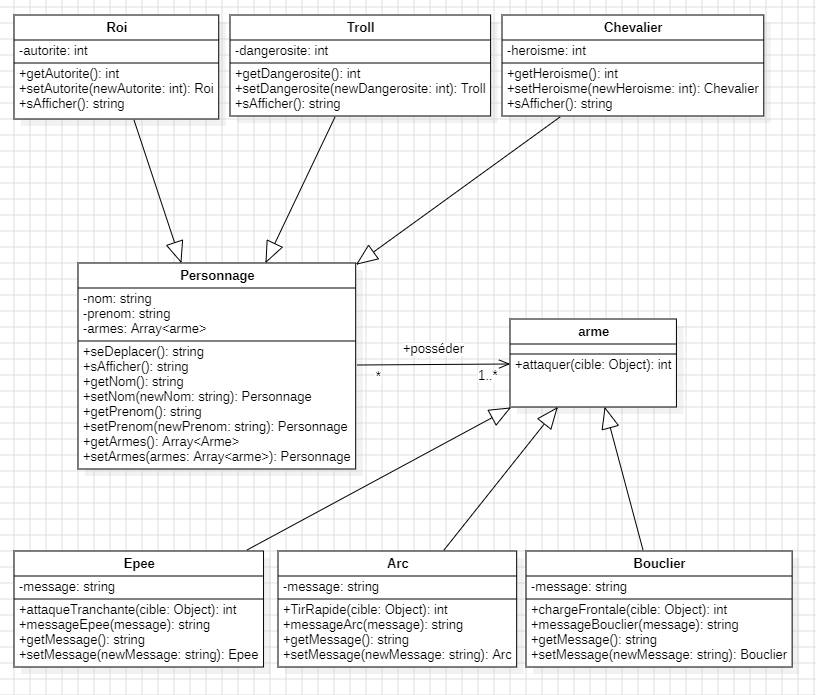 Roi
-autorite: int
+getAutorite(): int
+setAutorite(newAutorite: int): Roi
+sAfficher(): string
Troll
-dangerosite: int
+getDangerosite(): int
+setDangerosite(newDangerosite: int): Troll
+sAfficher(): string
Chevalier
-heroisme: int
+getHeroisme(): int
+setHeroisme(newHeroisme: int): Chevalier
+sAfficher(): string
Personnage
-nom: string
-prenom: string
-armes: Array<arme>
+seDeplacer(): string
+sAfficher(): string
+getNom(): string
+setNom(newNom: string): Personnage
+getPrenom(): string
+setPrenom(newPrenom: string): Personnage
+getArmes(): Array<Arme>
+setArmes(armes: Array<arme>): Personnage
+posséder
*
1..*
arme
+attaquer(cible: Object): int
Epee
-message: string
+attaqueTranchante(cible: Object): int
+messageEpee(message): string
+getMessage(): string
+setMessage(newMessage: string): Epee
Arc
-message: string
+TirRapide(cible: Object): int
+messageArc(message): string
+getMessage(): string
+setMessage(newMessage: string): Arc
Bouclier
-message: string
+chargeFrontale(cible: Object): int
+messageBouclier(message): string
+getMessage(): string
+setMessage(newMessage: string): Bouclier